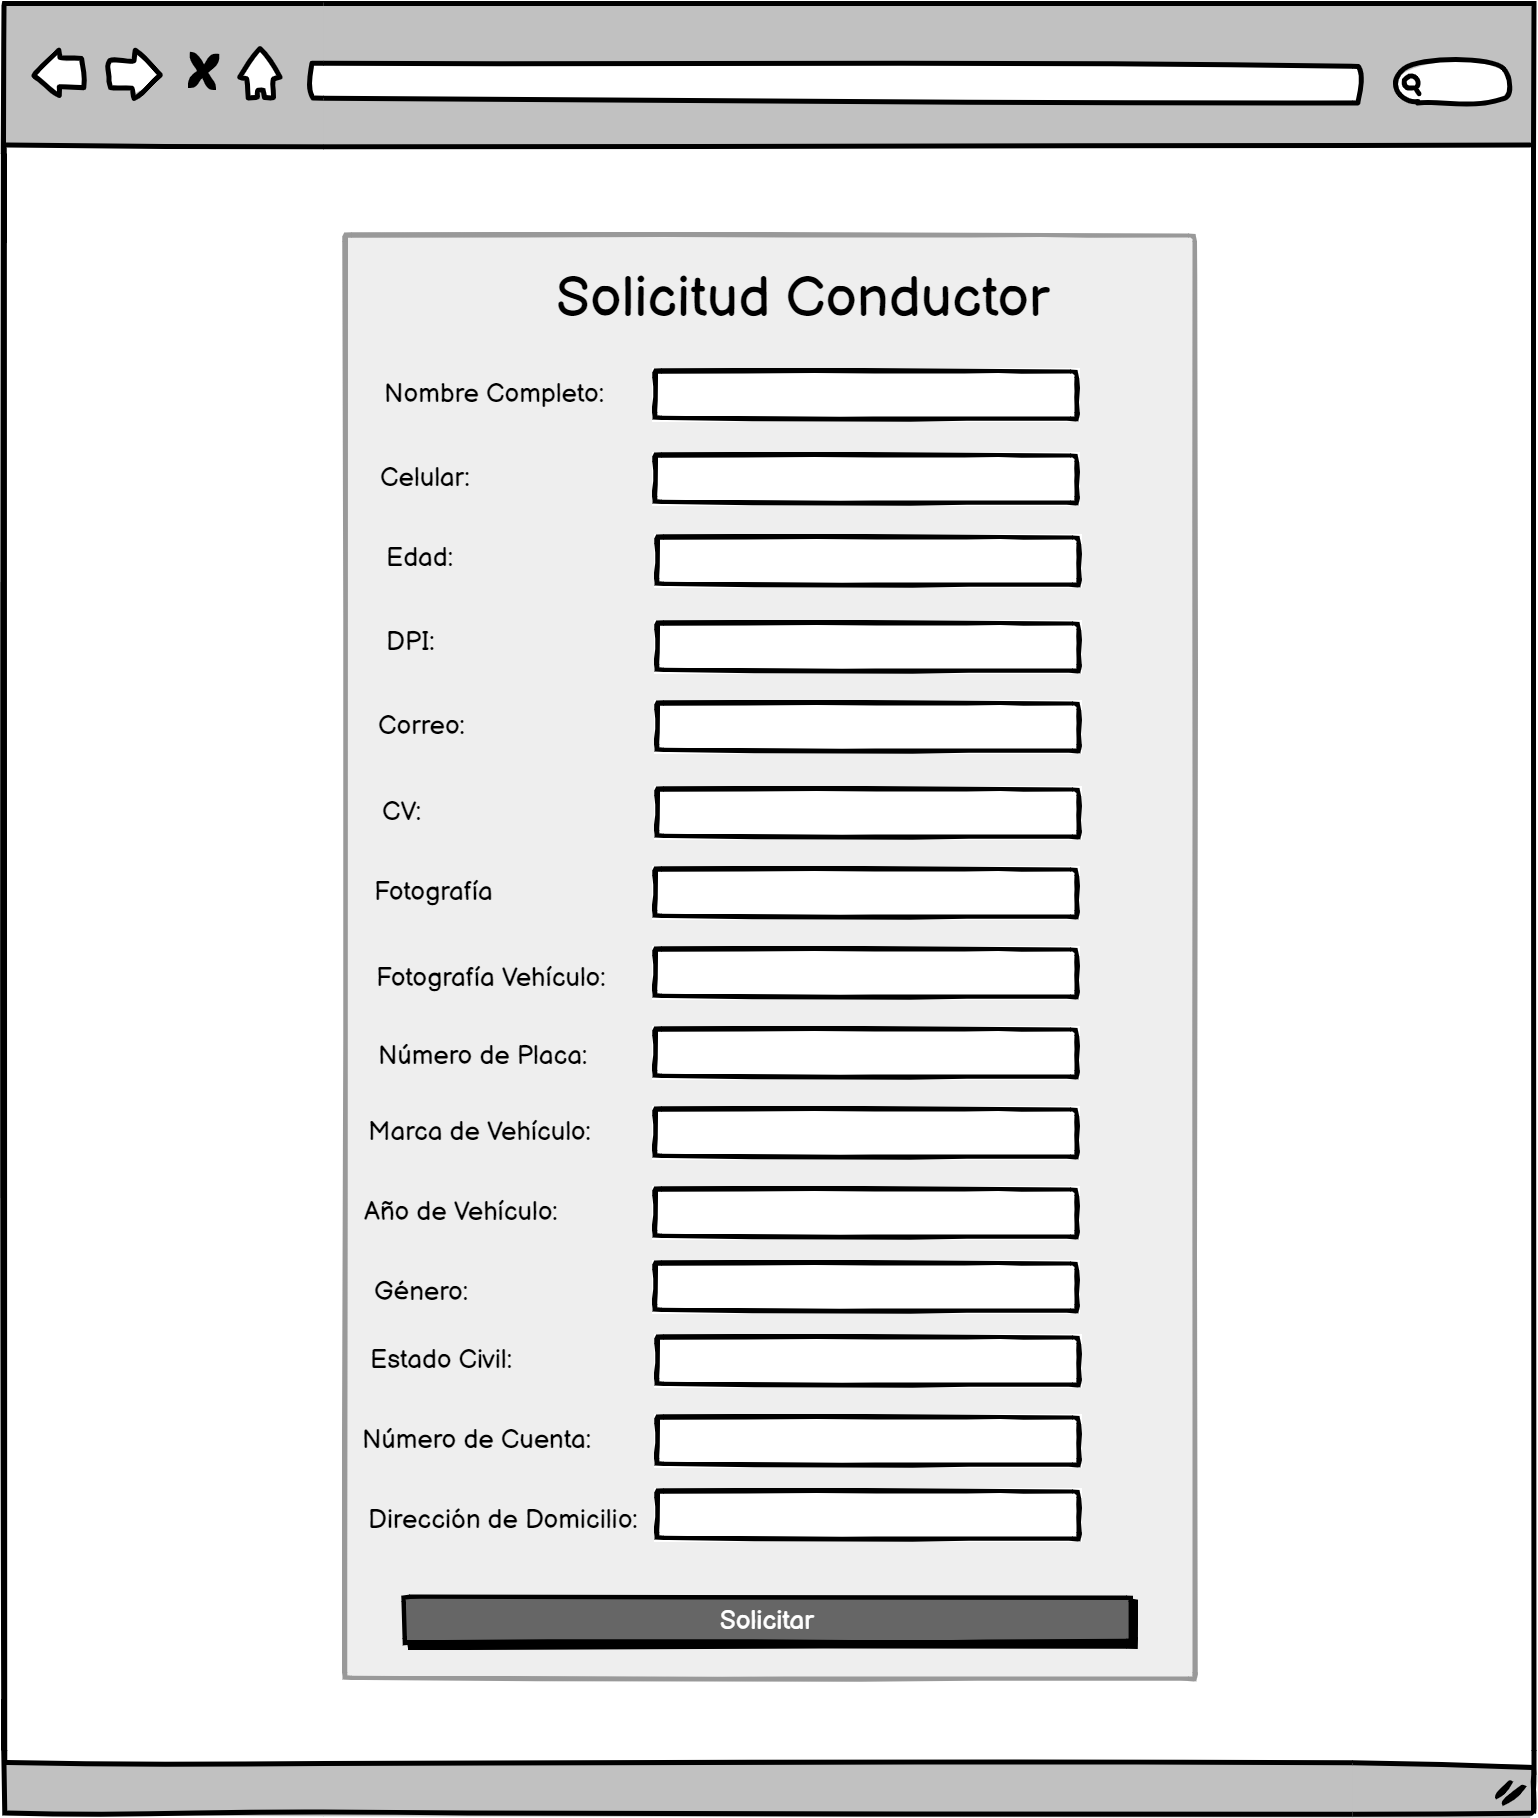 Solicitud Conductor
Nombre Completo:
Celular:
Edad:
DPI:
Correo:
CV:
Fotografía
Fotografía Vehículo:
Número de Placa:
Marca de Vehículo:
Año de Vehículo:
Género:
Estado Civil:
Número de Cuenta:
Dirección de Domicilio:
Solicitar